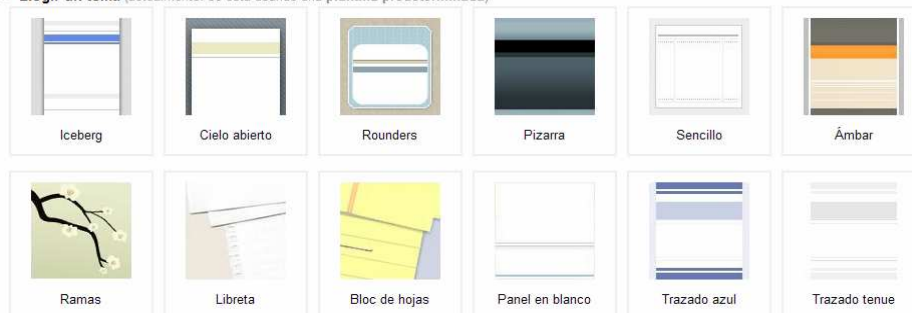 Iceberg Cielo abierto Rounders Pizarra Sencillo Ámbar
Ramas Libreta Bloc de hojas Panel en blanco Trazado azul Trazado tenue